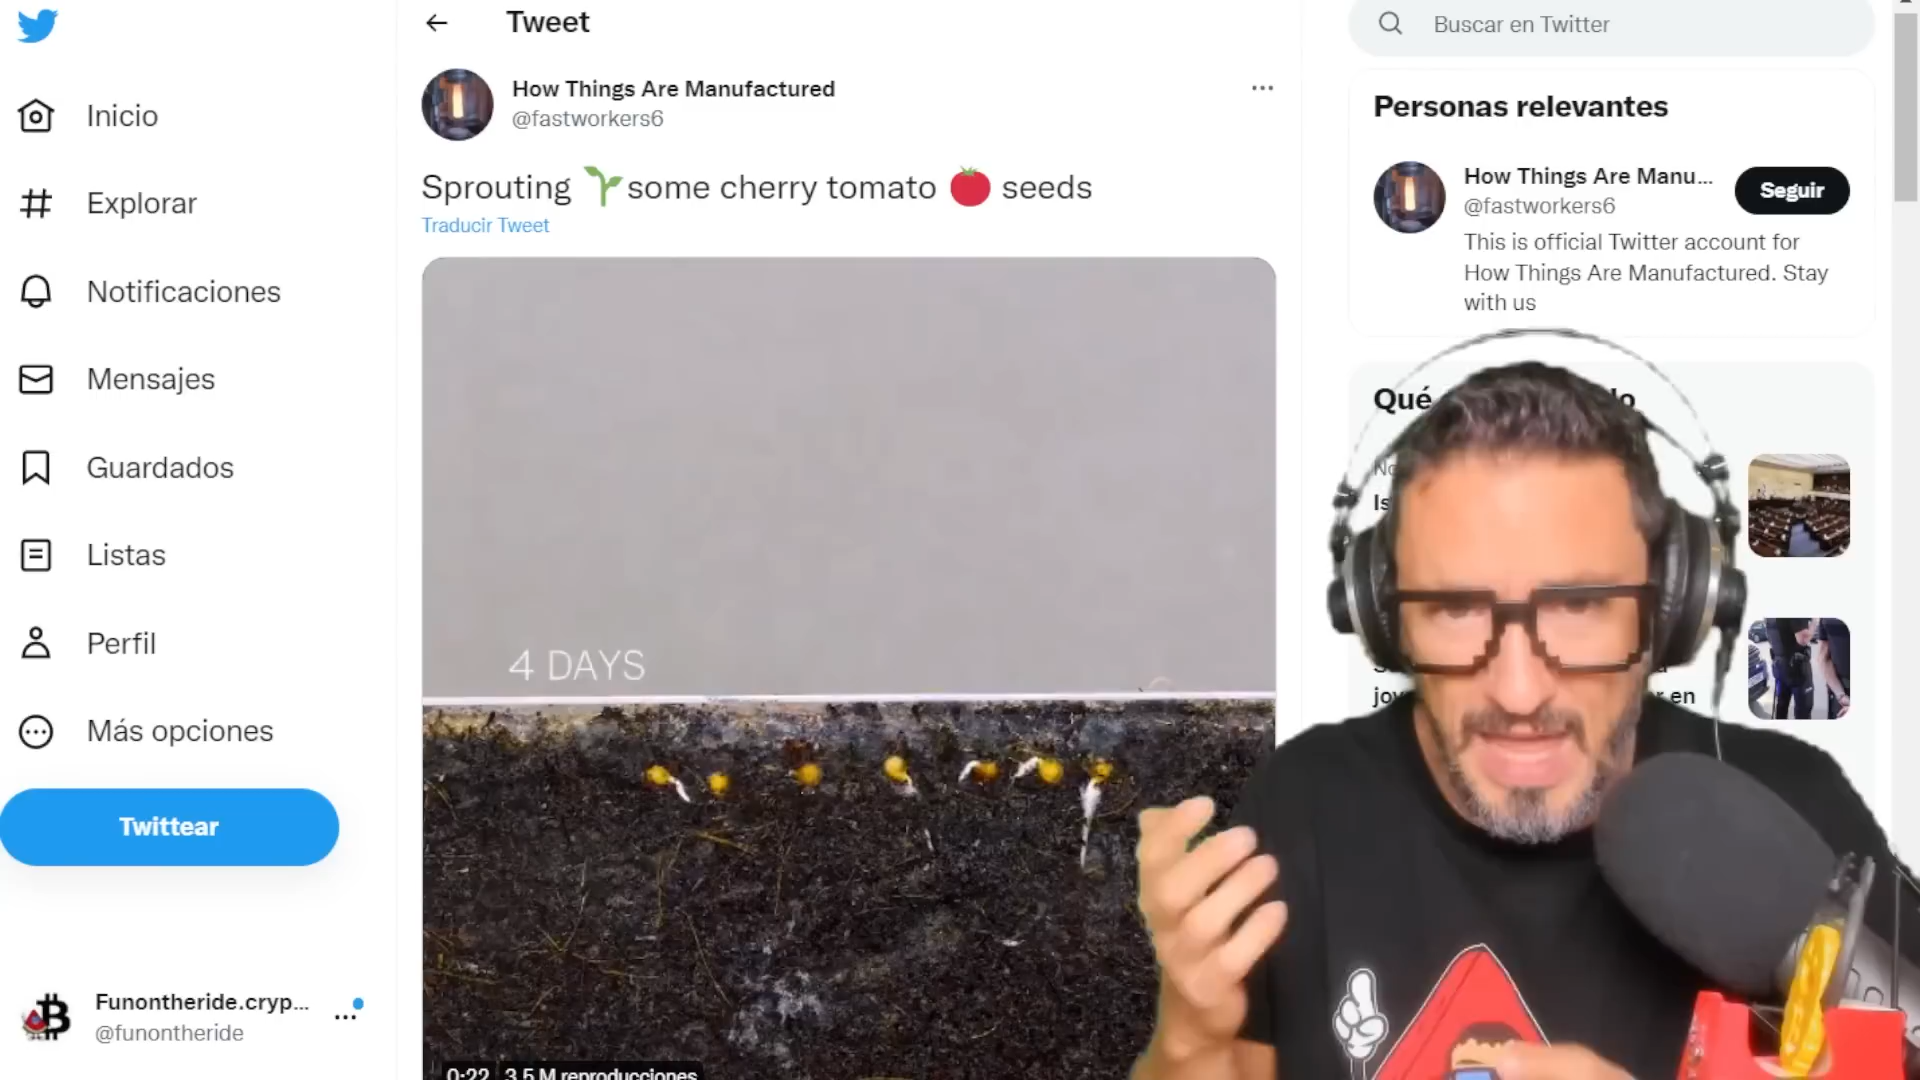 Tweet
How Things Are Manufactured
@fastworkers6
Sprouting some cherry tomato seeds
Traducir Tweet
4 DAYS
0:22 3,5 M reproducciones
Inicio
Explorar
Notificaciones
Mensajes
Guardados
Listas
Perfil
Más opciones
Twittear
Funontheride.cryp...
@funontheride
Buscar en Twitter
Personas relevantes
How Things Are Manu...
@fastworkers6
Seguir
This is official Twitter account for
How Things Are Manufactured. Stay
with us
Qué